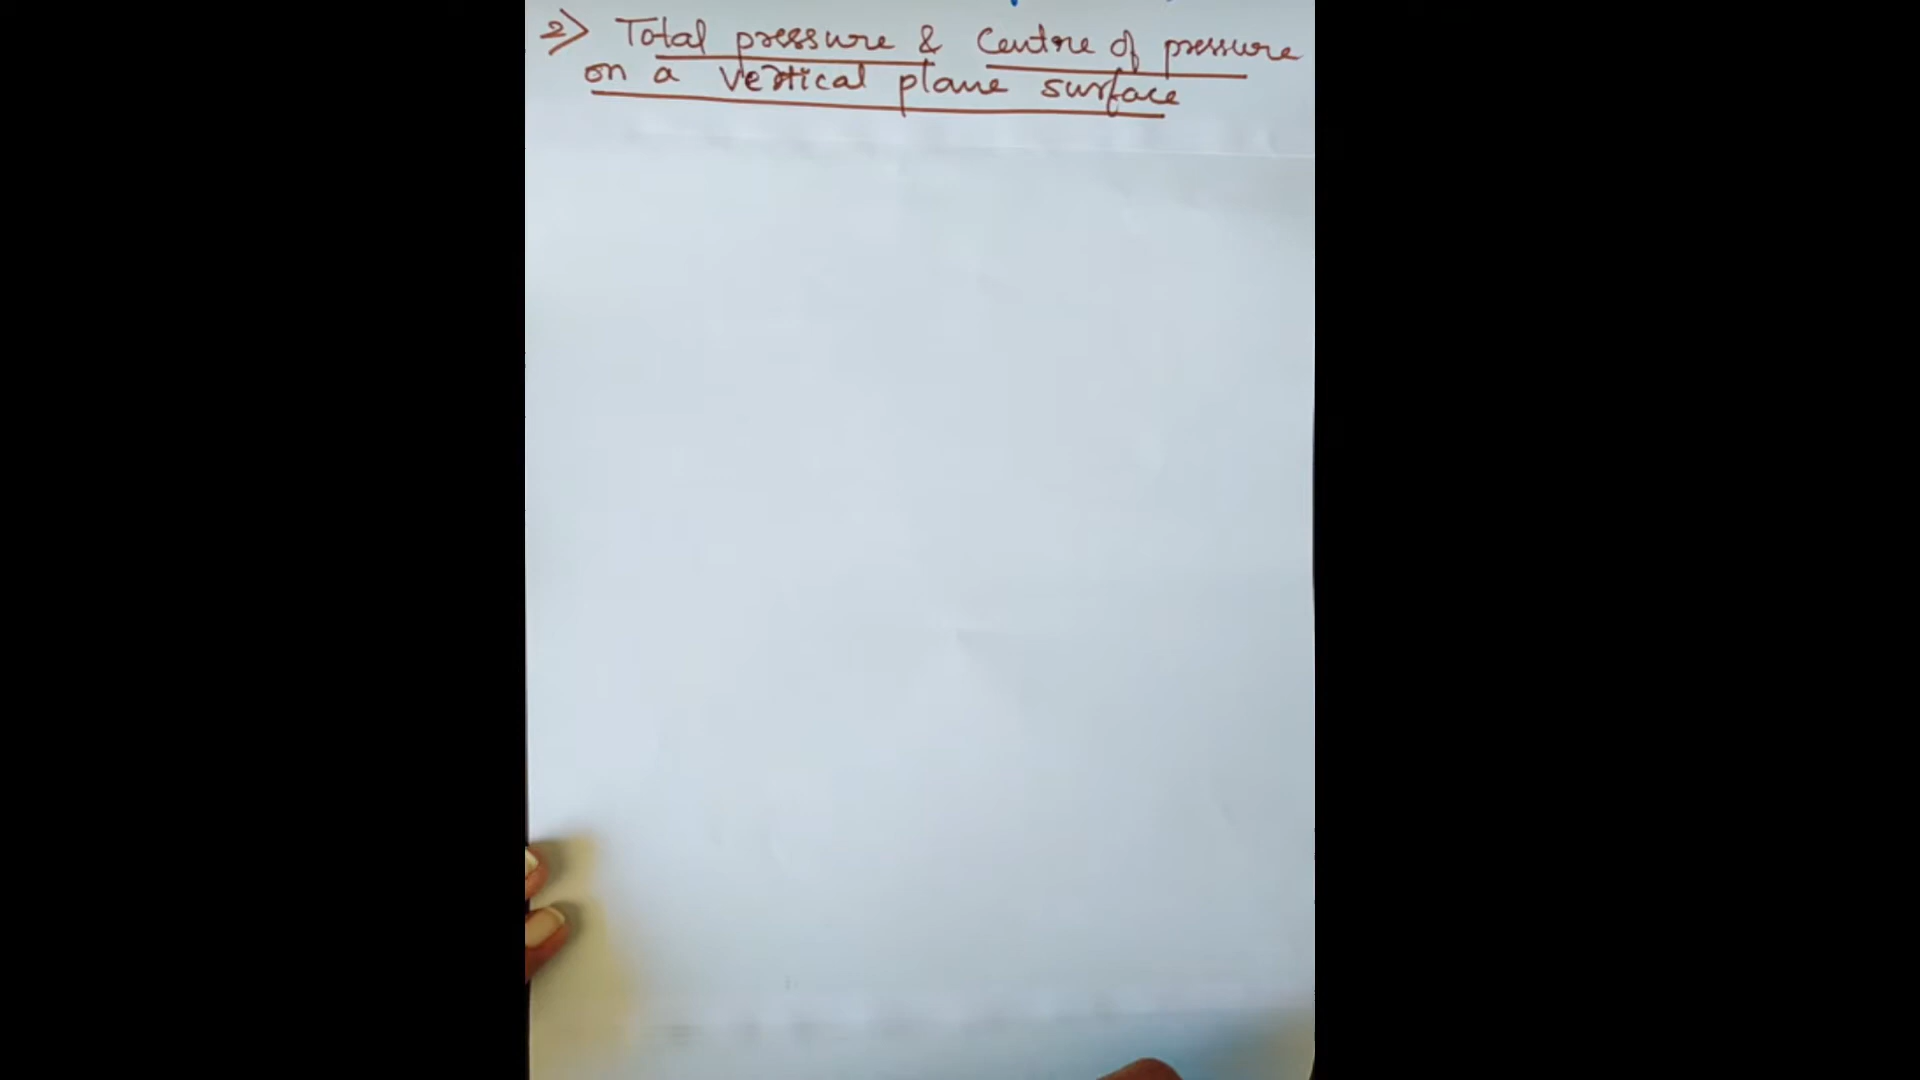 2) Total pressure & Centre of pressure
on a vertical plane surface